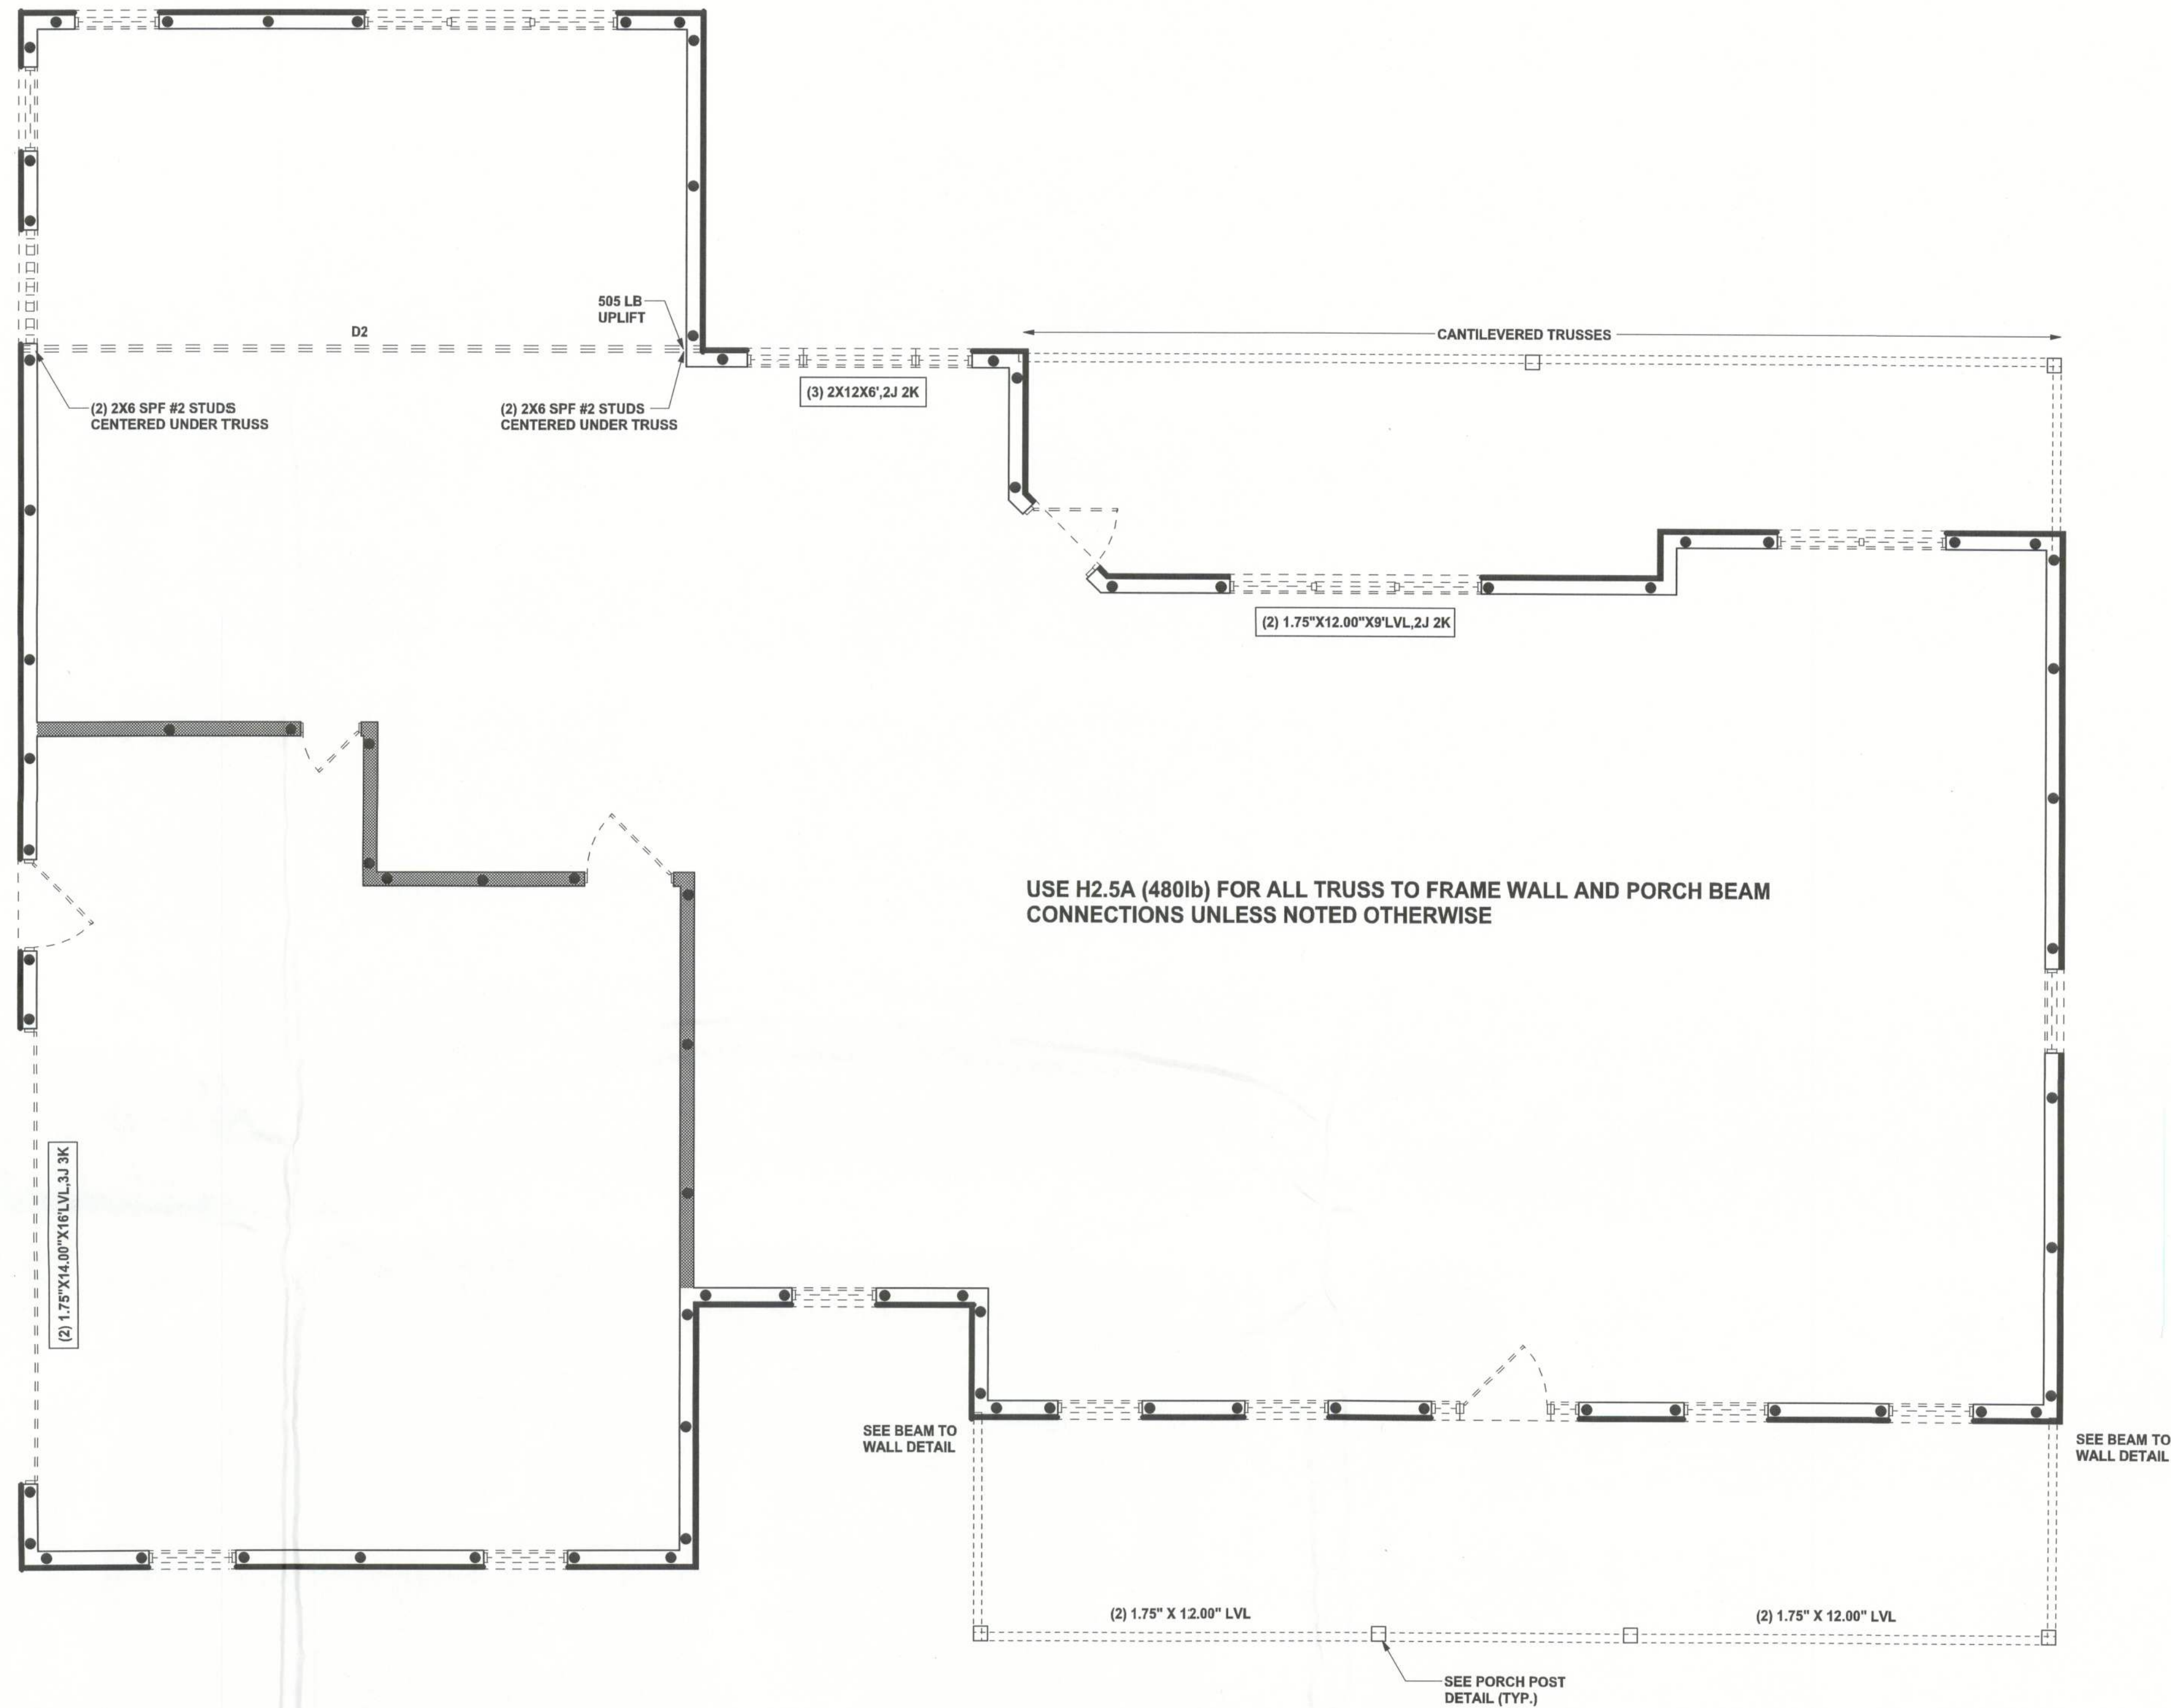 505 LB
UPLIFT
D2
CANTILEVERED TRUSSES
(3) 2X12X6',2J 2K
(2) 2X6 SPF #2 STUDS
CENTERED UNDER TRUSS
(2) 2X6 SPF #2 STUDS
CENTERED UNDER TRUSS
(2) 1.75"X12.00"X9'LVL,2J 2K
USE H2.5A (480lb) FOR ALL TRUSS TO FRAME WALL AND PORCH BEAM
CONNECTIONS UNLESS NOTED OTHERWISE
(2) 1.75"X14.00"X16'LVL,3J 3K
SEE BEAM TO
WALL DETAIL
SEE BEAM TO
WALL DETAIL
(2) 1.75" X 12.00" LVL
(2) 1.75" X 12.00" LVL
SEE PORCH POST
DETAIL (TYP.)